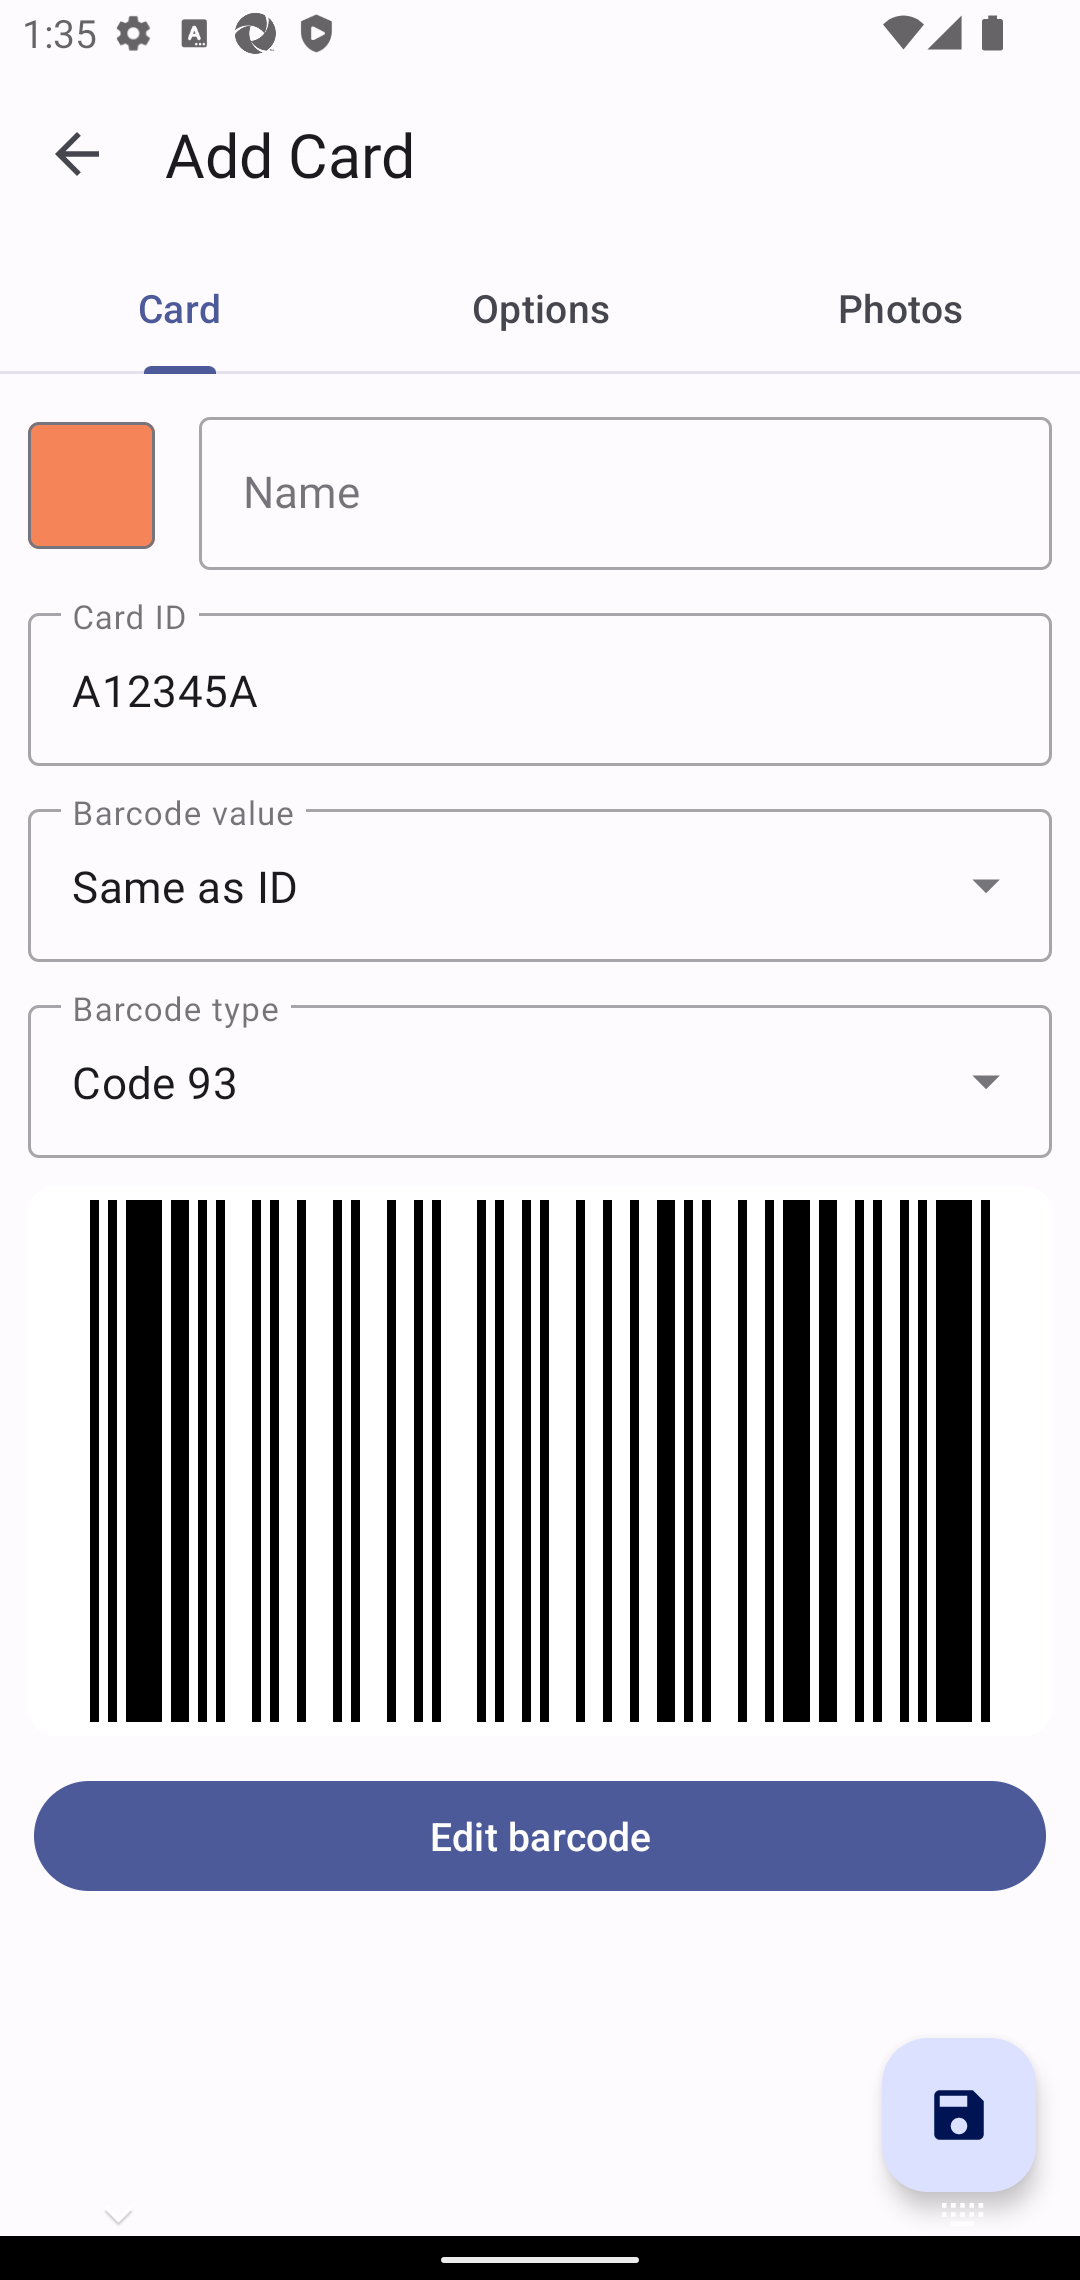 1:35
Add Card
Card
Options
Photos
Name
Card ID
A12345A
Barcode value
Same as ID
Barcode type
Code 93
Edit barcode